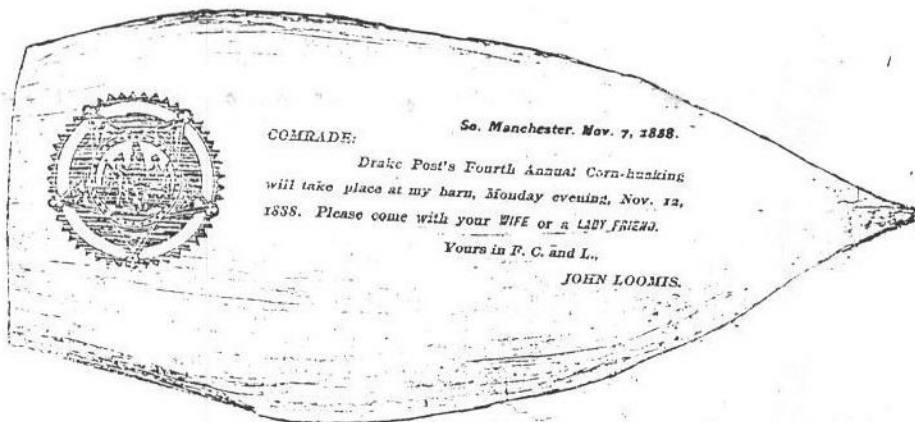 So. Manchester. Nov. 7, 1888.
COMRADE:
Drake Post's Fourth Annual Corn-husking
will take place at my barn, Monday evening, Nov. 12,
1888. Please come with your WIFE or a LADY FRIEND.
Yours in F. C. and L.,
JOHN LOOMIS.